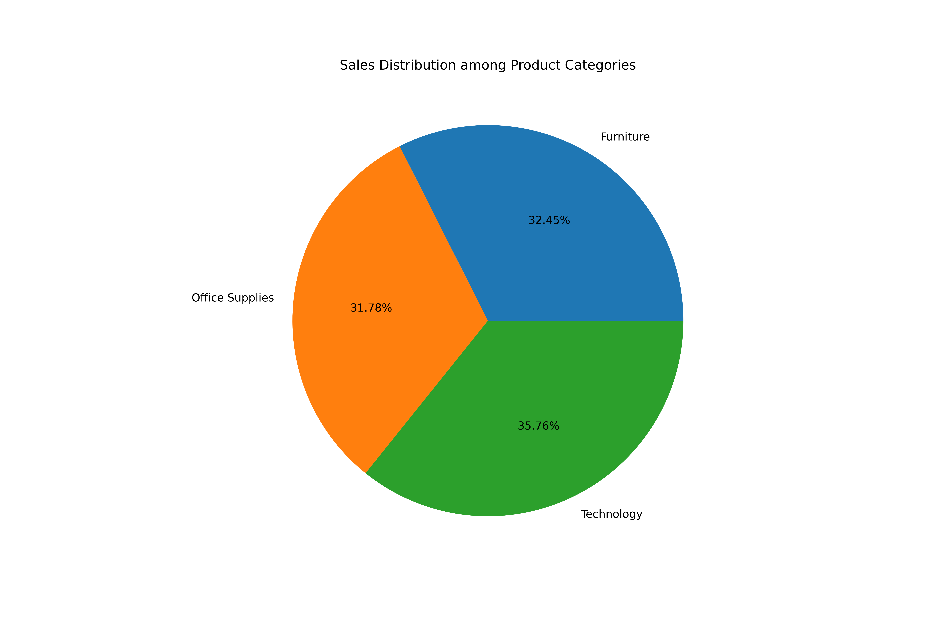 Sales Distribution among Product Categories
Furniture
32.45%
Office Supplies
31.78%
35.76%
Technology